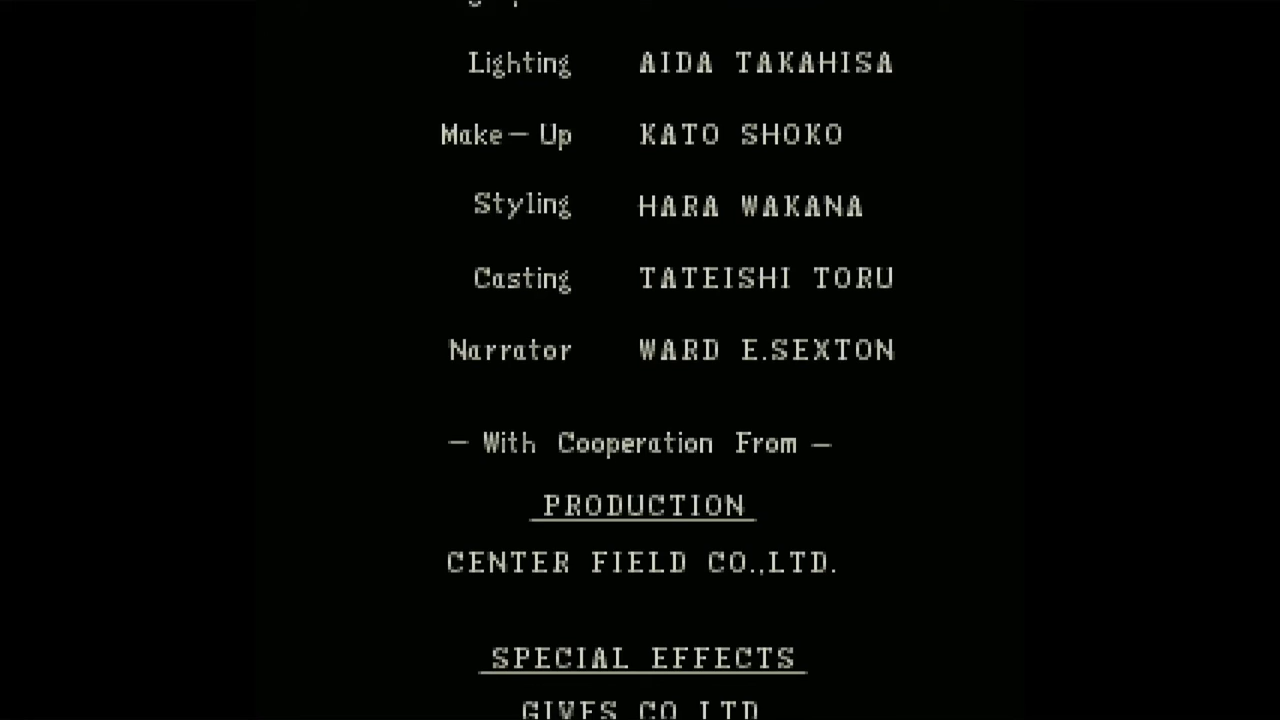 Lighting AIDA TAKAHISA
Make－Up KATO SHOKO
Styling HARA WAKANA
Casting TATEISHI TORU
Narrator WARD E.SEXTON
－ With Cooperation From －
PRODUCTION
CENTER FIELD CO.,LTD.
SPECIAL EFFECTS